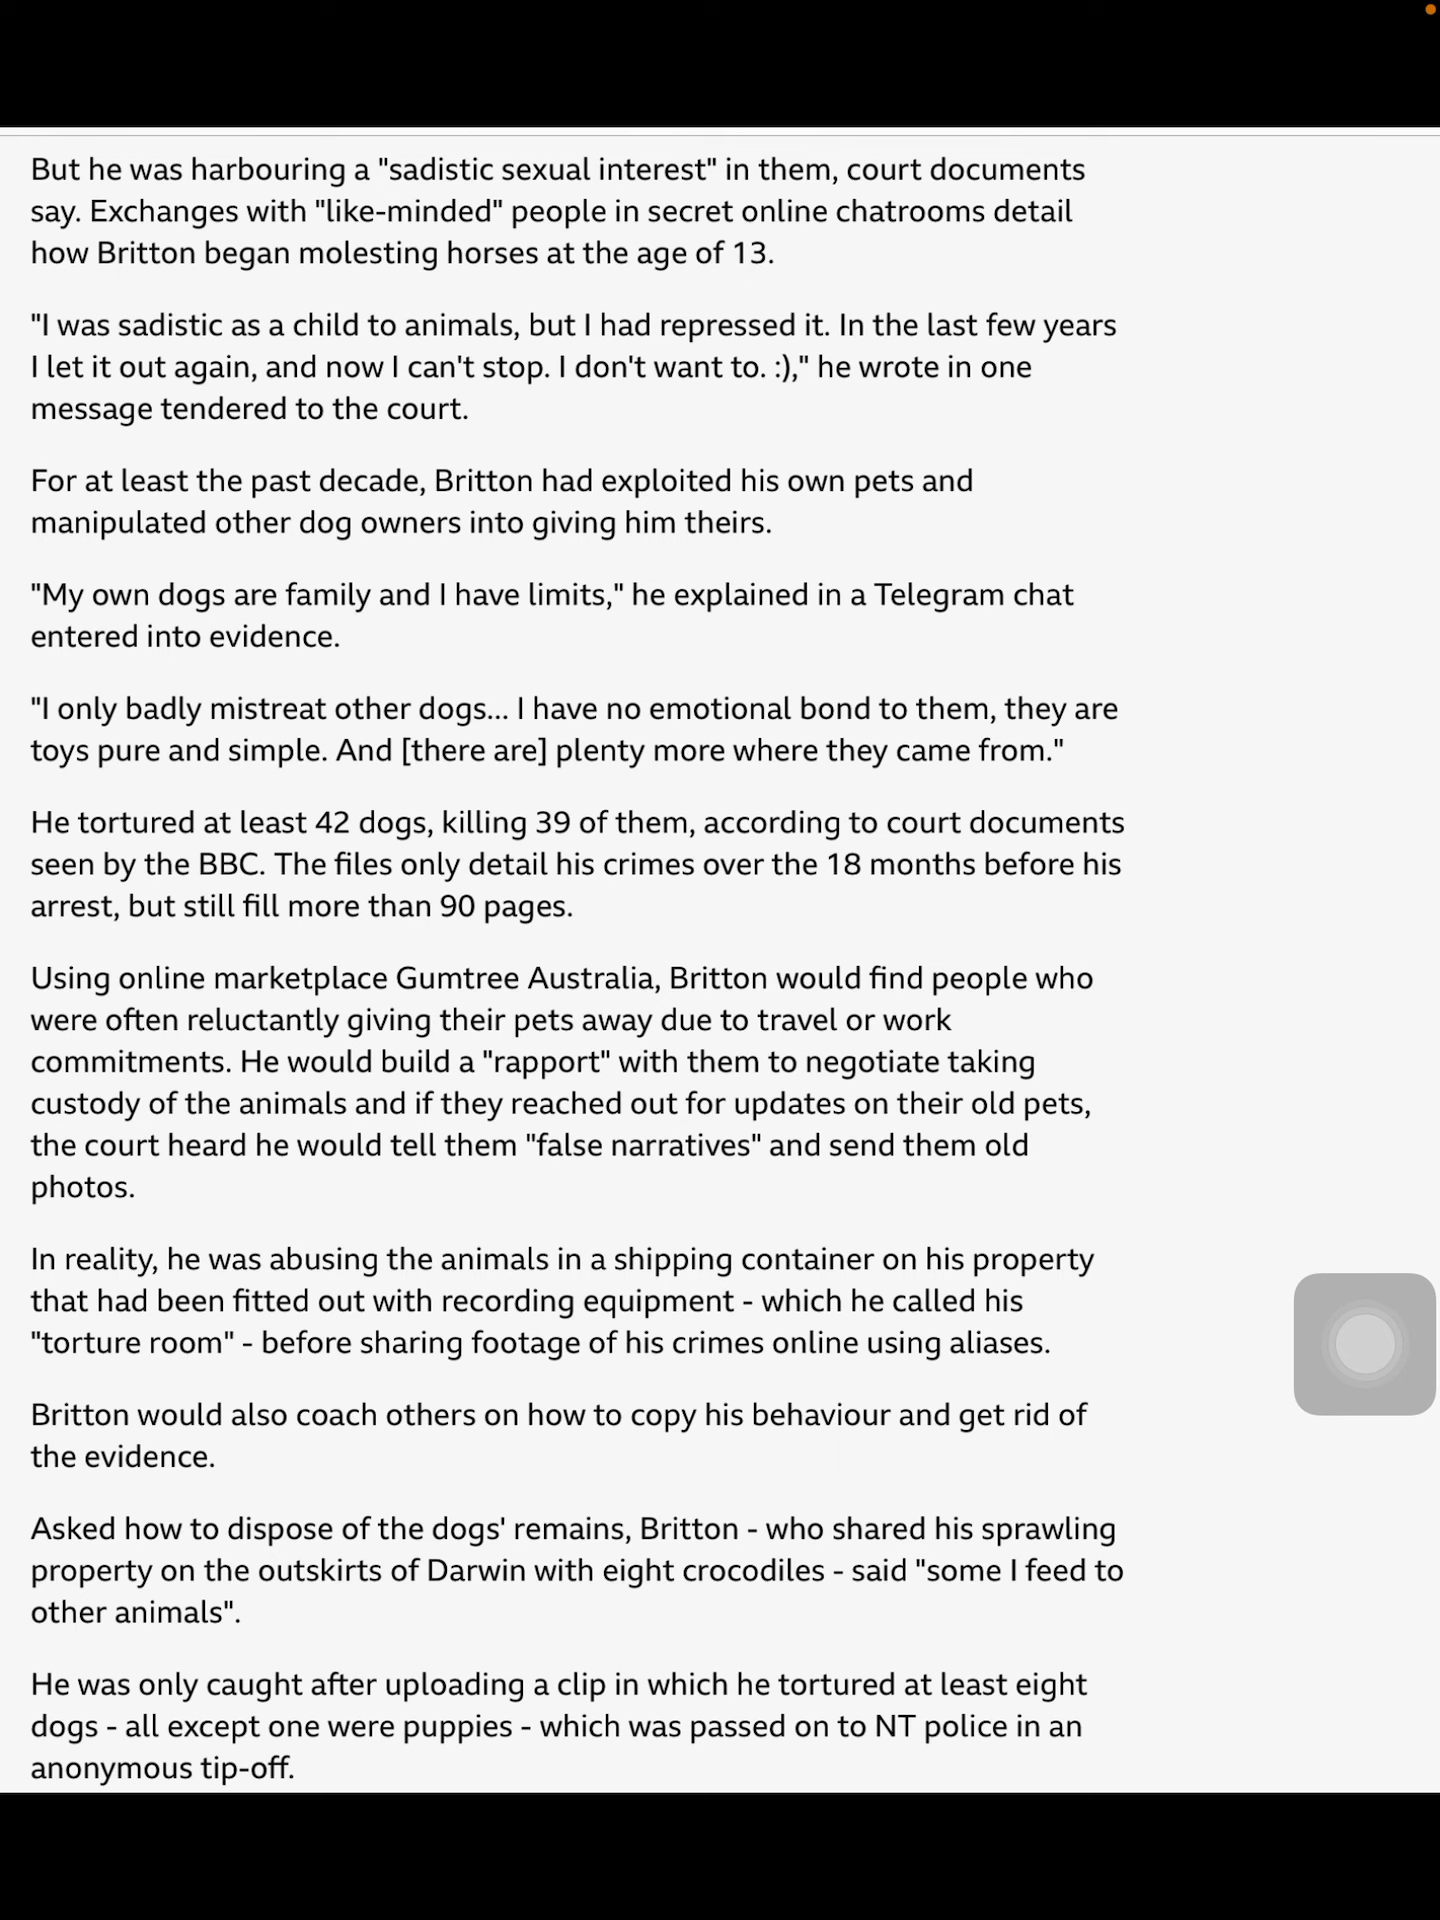 But he was harbouring a "sadistic sexual interest" in them, court documents
say. Exchanges with "like-minded" people in secret online chatrooms detail
how Britton began molesting horses at the age of 13.
"I was sadistic as a child to animals, but I had repressed it. In the last few years
I let it out again, and now I can't stop. I don't want to. :)," he wrote in one
message tendered to the court.
For at least the past decade, Britton had exploited his own pets and
manipulated other dog owners into giving him theirs.
"My own dogs are family and I have limits," he explained in a Telegram chat
entered into evidence.
"I only badly mistreat other dogs... I have no emotional bond to them, they are
toys pure and simple. And [there are] plenty more where they came from."
He tortured at least 42 dogs, killing 39 of them, according to court documents
seen by the BBC. The files only detail his crimes over the 18 months before his
arrest, but still fill more than 90 pages.
Using online marketplace Gumtree Australia, Britton would find people who
were often reluctantly giving their pets away due to travel or work
commitments. He would build a "rapport" with them to negotiate taking
custody of the animals and if they reached out for updates on their old pets,
the court heard he would tell them "false narratives" and send them old
photos.
In reality, he was abusing the animals in a shipping container on his property
that had been fitted out with recording equipment - which he called his
"torture room" - before sharing footage of his crimes online using aliases.
Britton would also coach others on how to copy his behaviour and get rid of
the evidence.
Asked how to dispose of the dogs' remains, Britton - who shared his sprawling
property on the outskirts of Darwin with eight crocodiles - said "some I feed to
other animals".
He was only caught after uploading a clip in which he tortured at least eight
dogs - all except one were puppies - which was passed on to NT police in an
anonymous tip-off.